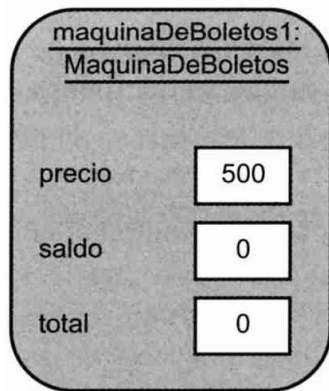 maquinaDeBoletos1:
MaquinaDeBoletos
precio 500
saldo 0
total 0